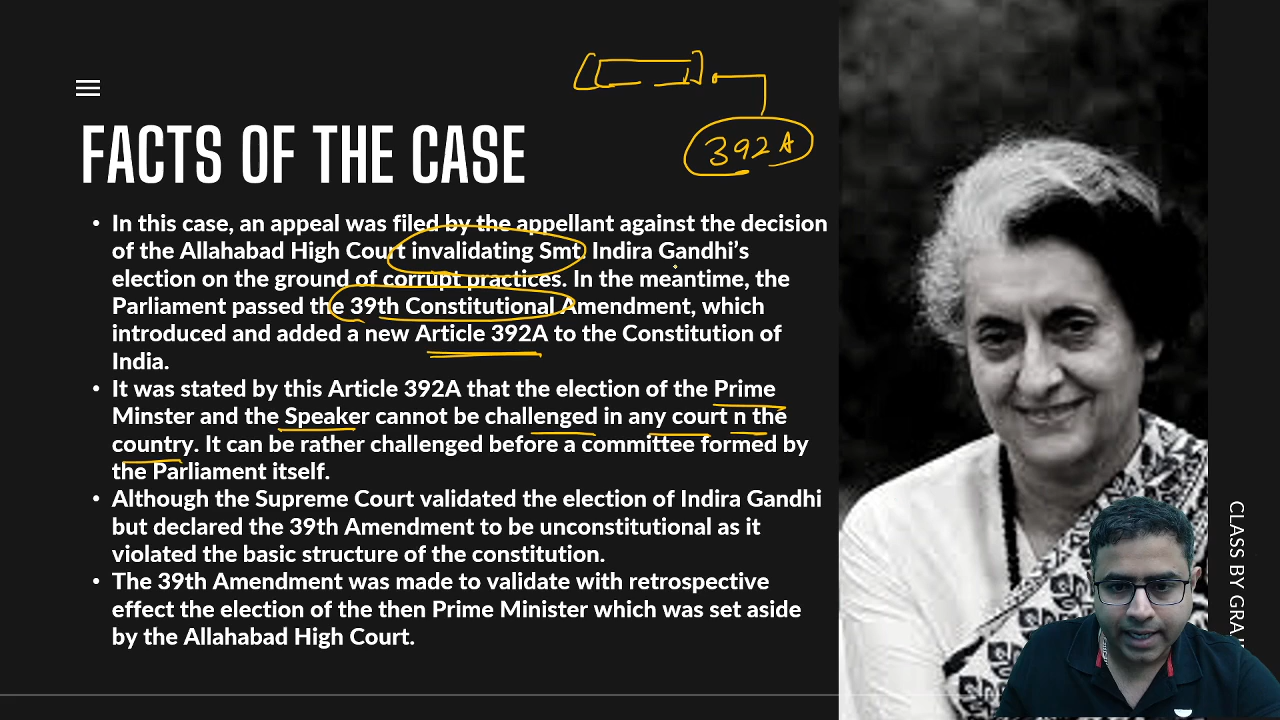 392A
FACTS OF THE CASE
• In this case, an appeal was filed by the appellant against the decision
of the Allahabad High Court invalidating Smt. Indira Gandhi's
election on the ground of corrupt practices. In the meantime, the
Parliament passed the 39th Constitutional Amendment, which
introduced and added a new Article 392A to the Constitution of
India.
• It was stated by this Article 392A that the election of the Prime
Minster and the Speaker cannot be challenged in any court n the
country. It can be rather challenged before a committee formed by
the Parliament itself.
• Although the Supreme Court validated the election of Indira Gandhi
but declared the 39th Amendment to be unconstitutional as it
violated the basic structure of the constitution.
• The 39th Amendment was made to validate with retrospective
effect the election of the then Prime Minister which was set aside
by the Allahabad High Court.
CLASS BY